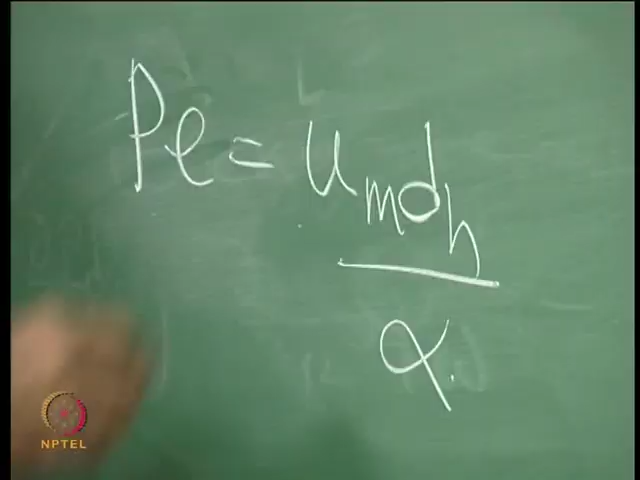 Pe = u_m d_h
α
NPTEL